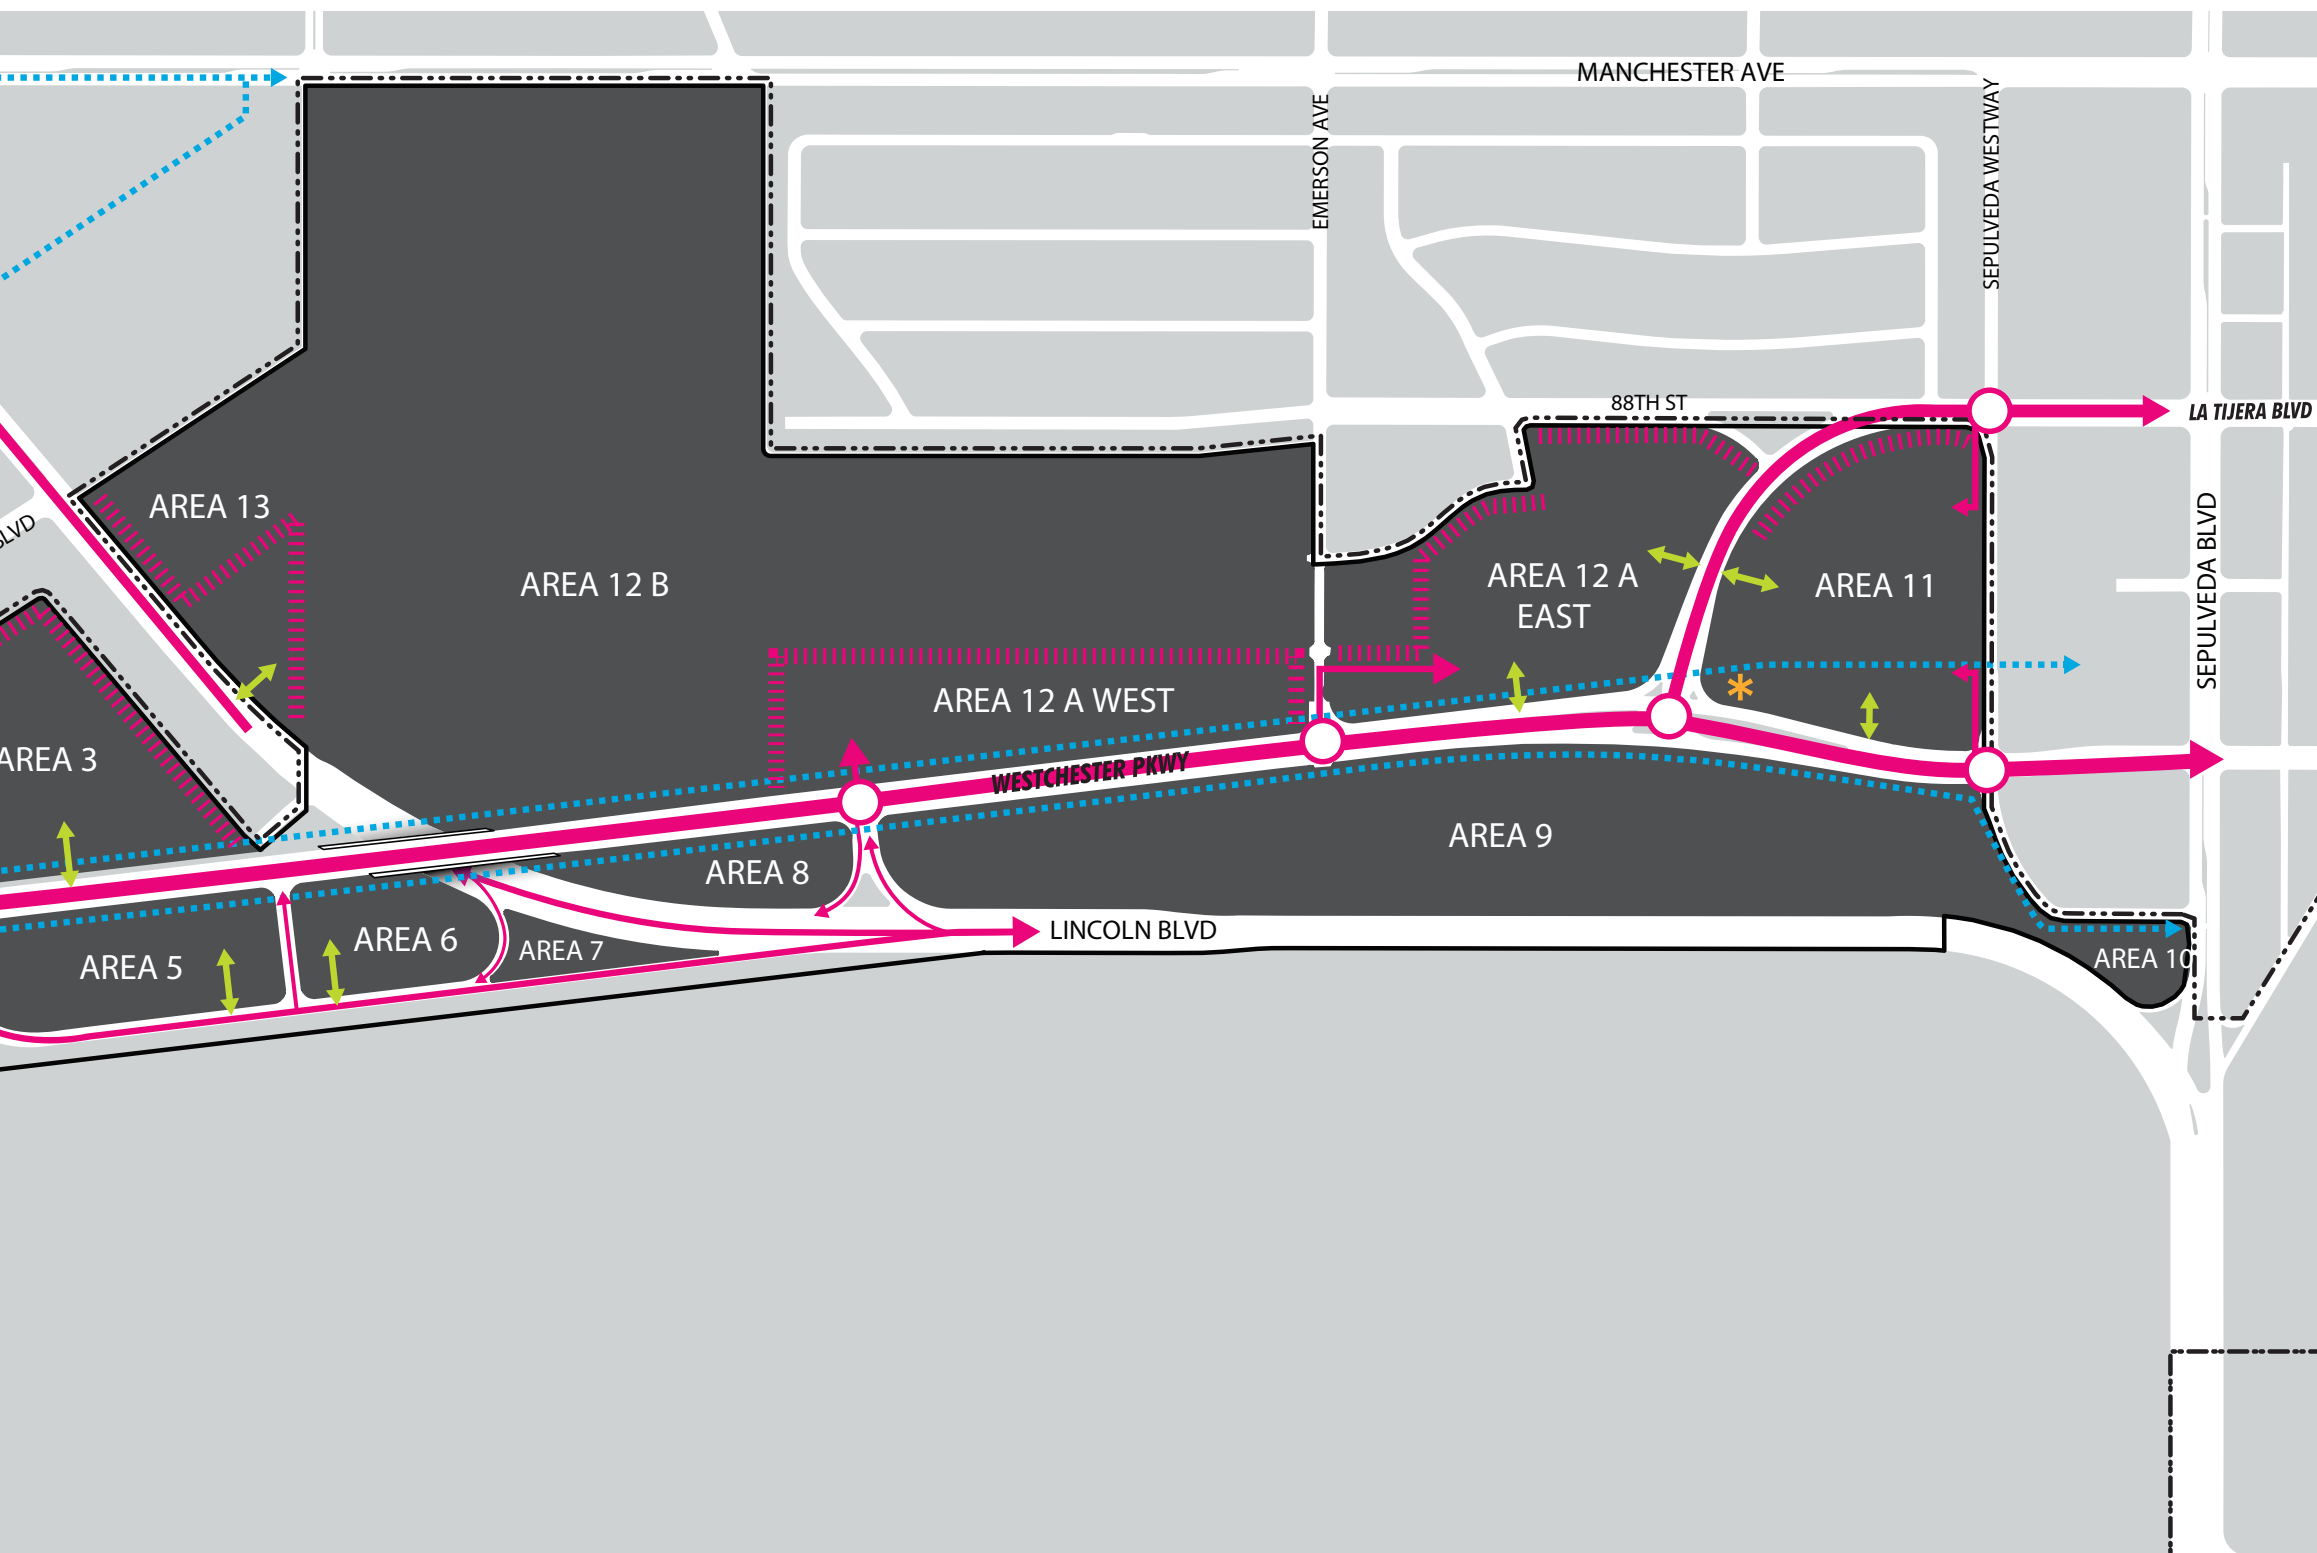 MANCHESTER AVE
EMERSON AVE
SEPULVEDA WESTWAY
88TH ST
LA TIJERA BLVD
AREA 13
BLVD
AREA 12 B
AREA 12 A
EAST
AREA 11
SEPULVEDA BLVD
AREA 12 A WEST
AREA 3
WESTCHESTER PKWY
AREA 9
AREA 8
AREA 6
AREA 7
LINCOLN BLVD
AREA 5
AREA 10